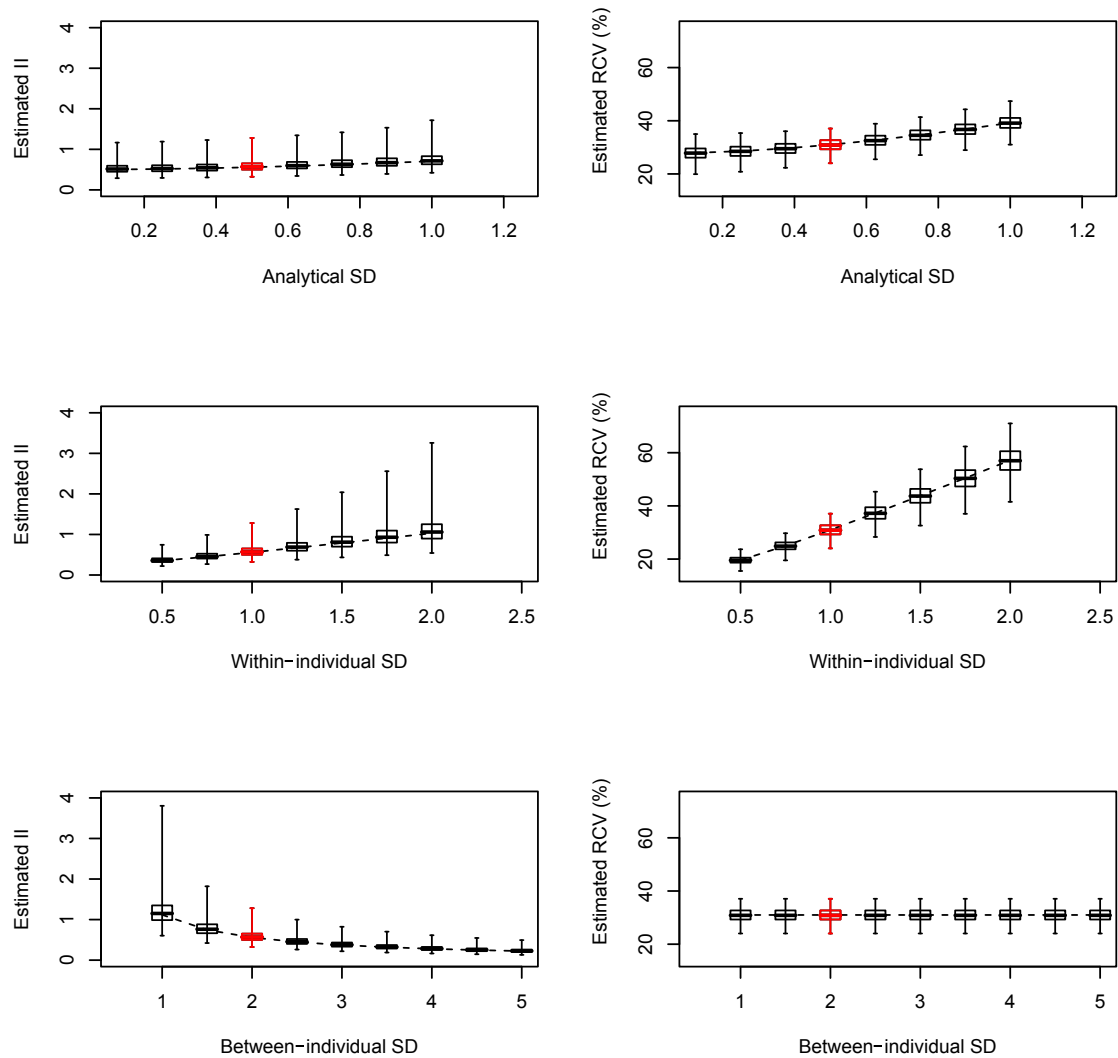 Estimated II
4
3
2
1
0
0.2 0.4 0.6 0.8 1.0 1.2
Analytical SD
Estimated RCV (%)
60
40
20
0.2 0.4 0.6 0.8 1.0 1.2
Analytical SD
Estimated II
4
3
2
1
0
0.5 1.0 1.5 2.0 2.5
Within−individual SD
Estimated RCV (%)
60
40
20
0.5 1.0 1.5 2.0 2.5
Within−individual SD
Estimated II
4
3
2
1
0
1 2 3 4 5
Between−individual SD
Estimated RCV (%)
60
40
20
1 2 3 4 5
Between−individual SD